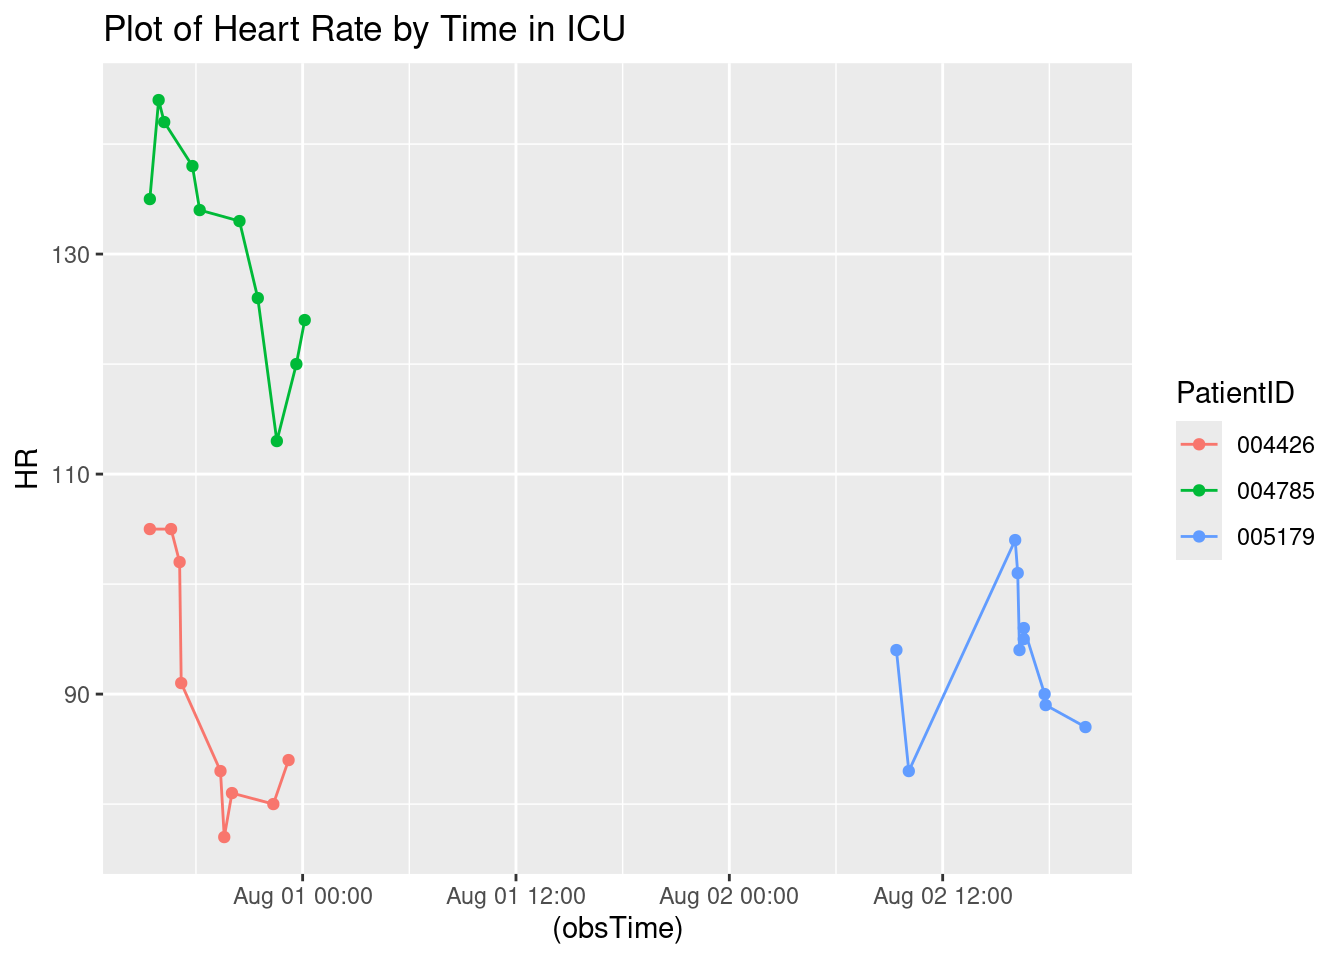 Plot of Heart Rate by Time in ICU
HR
130
110
90
Aug 01 00:00
Aug 01 12:00
Aug 02 00:00
Aug 02 12:00
(obsTime)
PatientID
004426
004785
005179